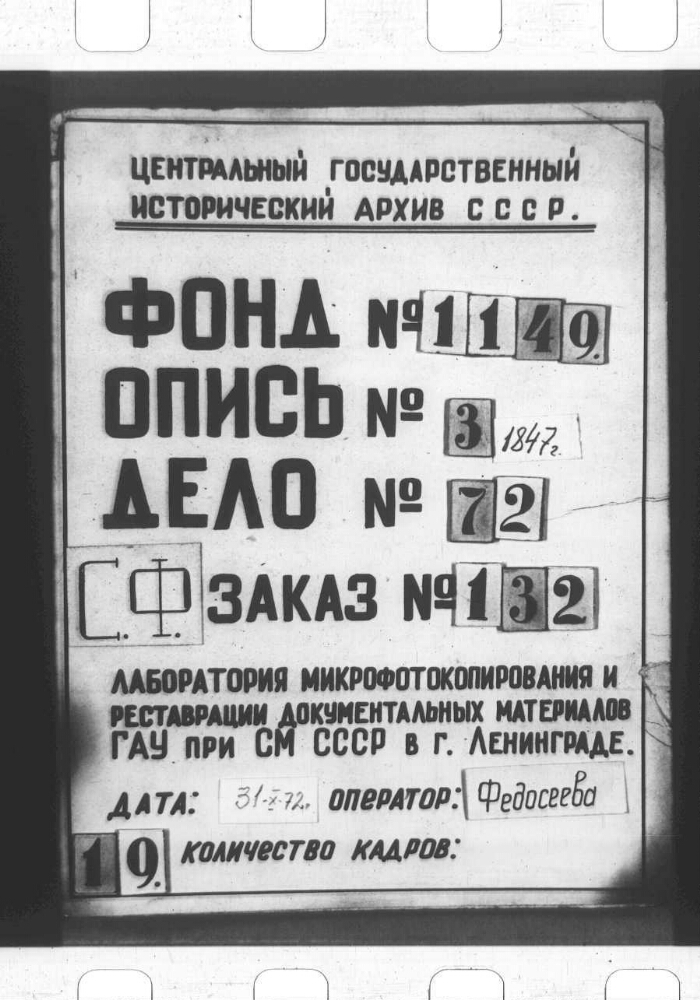 ЦЕНТРАЛЬНЫЙ ГОСУДАРСТВЕННЫЙ
ИСТОРИЧЕСКИЙ АРХИВ СССР.
ФОНД №1149.
ОПИСЬ № 3 1847г.
ДЕЛО № 72
С.Ф. ЗАКАЗ №132
ЛАБОРАТОРИЯ МИКРОФОТОКОПИРОВАНИЯ И
РЕСТАВРАЦИИ ДОКУМЕНТАЛЬНЫХ МАТЕРИАЛОВ
ГАУ при СМ СССР в г. ЛЕНИНГРАДЕ.
ДАТА: 31-X-72г. ОПЕРАТОР: Федосеева
19. КОЛИЧЕСТВО КАДРОВ: